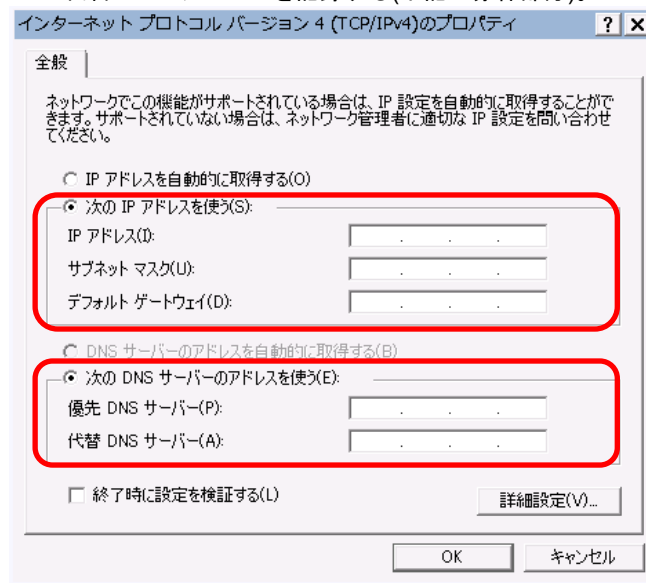 インターネット プロトコル バージョン 4 (TCP/IPv4)のプロパティ
全般
ネットワークでこの機能がサポートされている場合は、IP 設定を自動的に取得することがで
きます。サポートされていない場合は、ネットワーク管理者に適切な IP 設定を問い合わせ
てください。
IP アドレスを自動的に取得する(O)
次の IP アドレスを使う(S):
IP アドレス(I):
サブネット マスク(U):
デフォルト ゲートウェイ(D):
DNS サーバーのアドレスを自動的に取得する(B)
次の DNS サーバーのアドレスを使う(E):
優先 DNS サーバー(P):
代替 DNS サーバー(A):
終了時に設定を検証する(L)
詳細設定(V)...
OK キャンセル